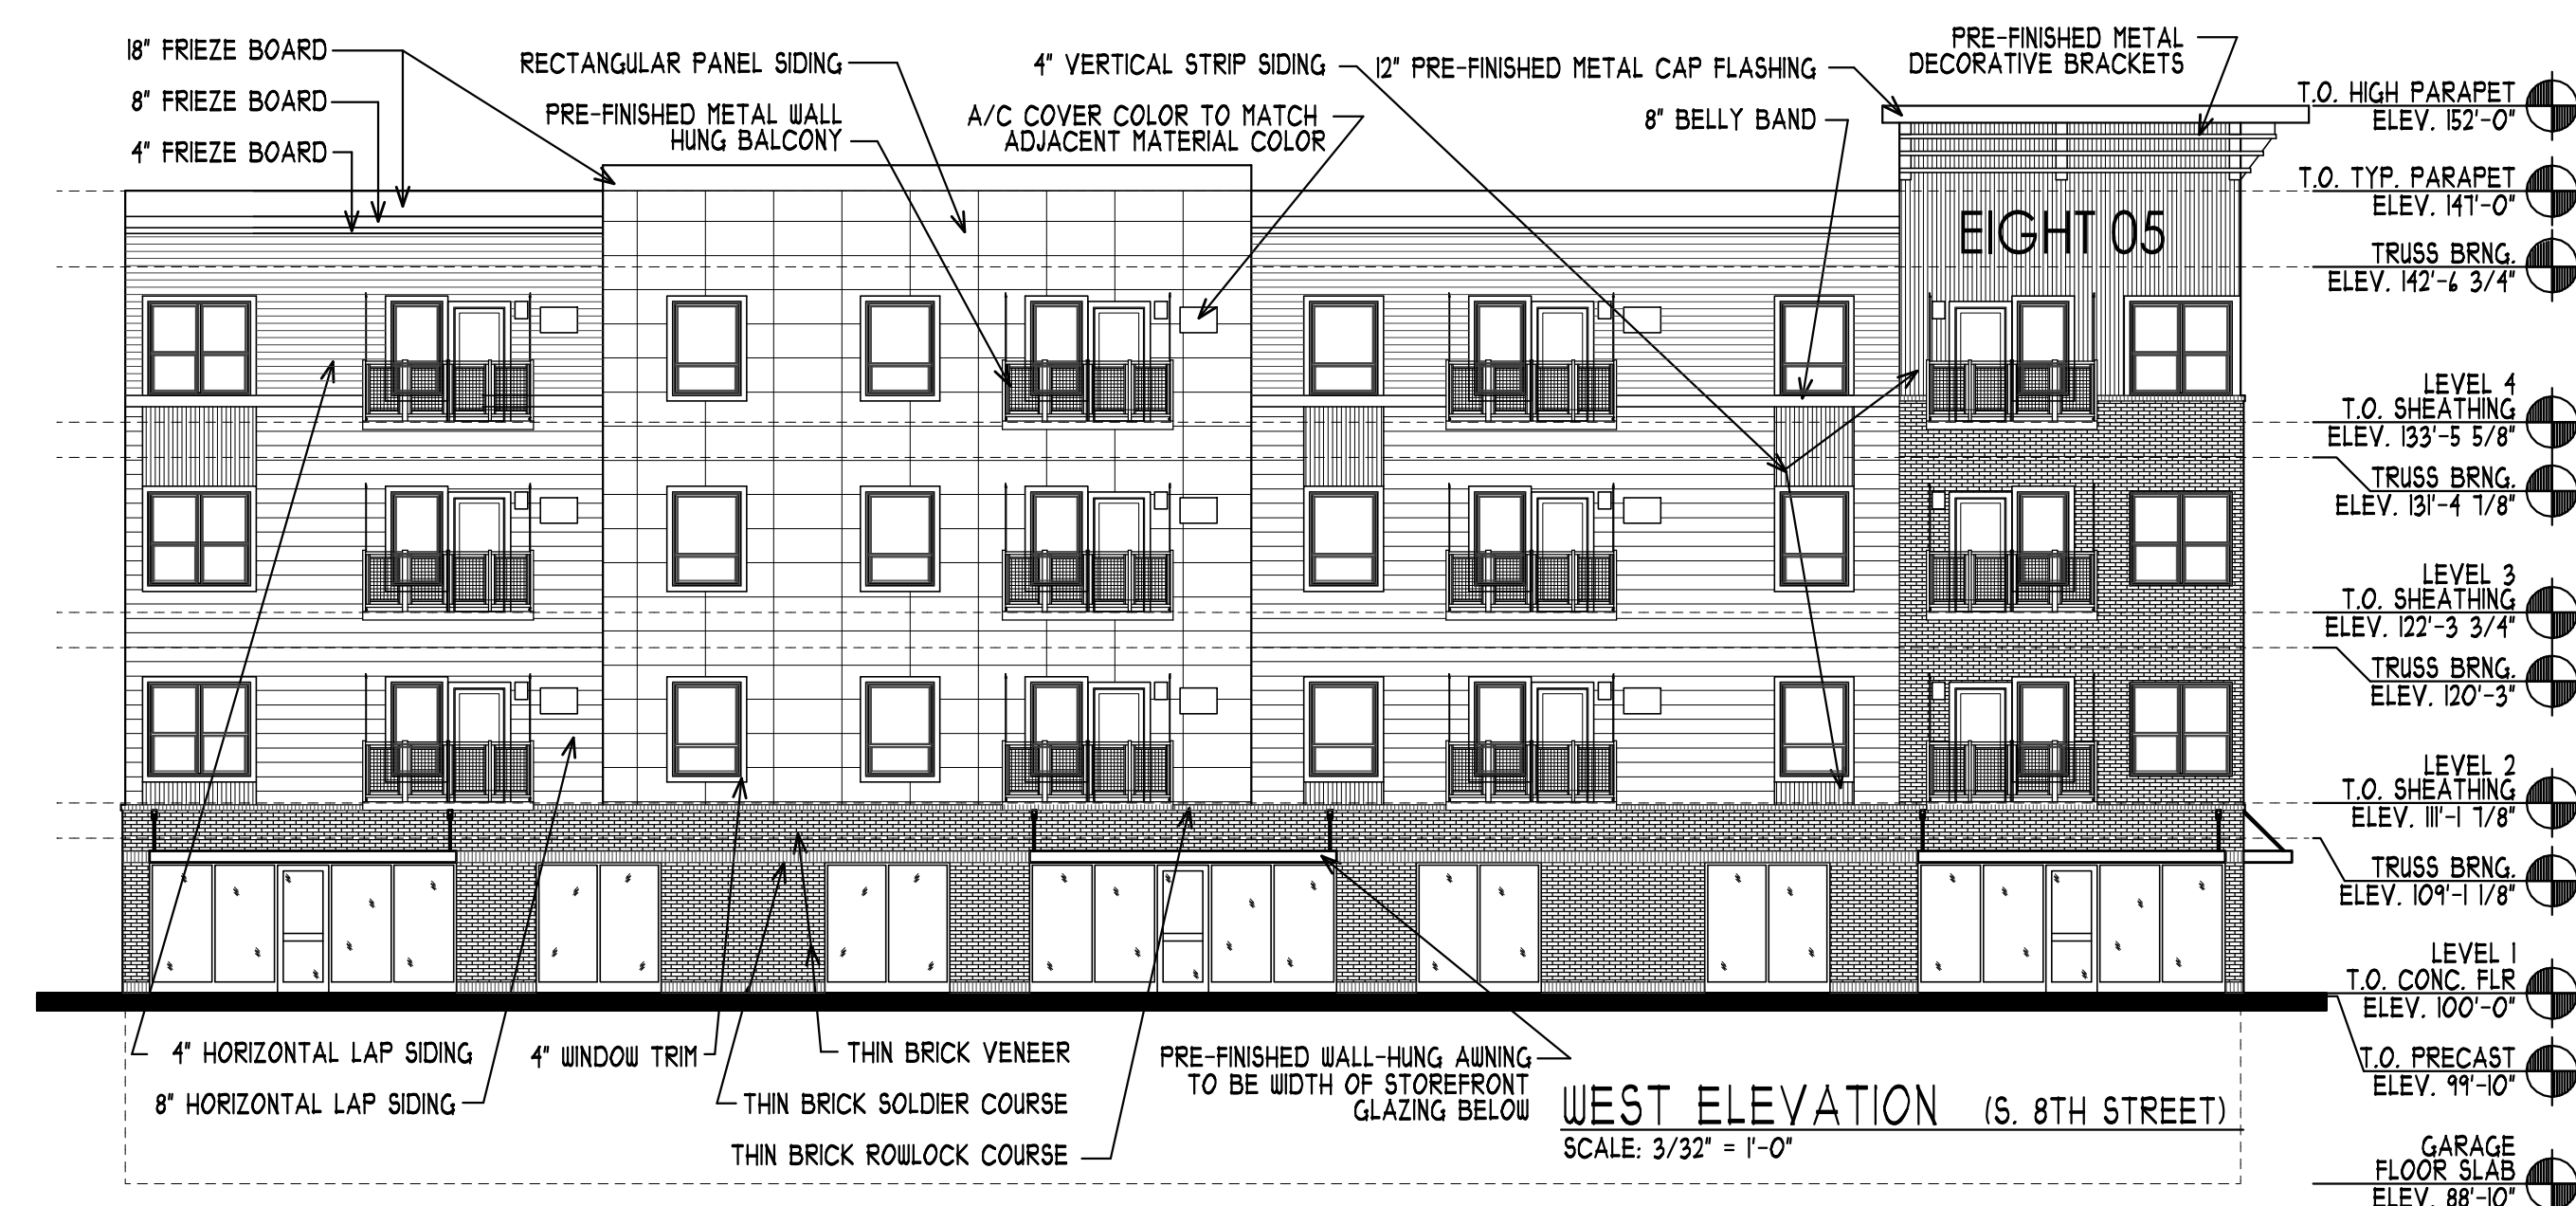 18" FRIEZE BOARD
8" FRIEZE BOARD
4" FRIEZE BOARD
RECTANGULAR PANEL SIDING
PRE-FINISHED METAL WALL
HUNG BALCONY
4" VERTICAL STRIP SIDING
A/C COVER COLOR TO MATCH
ADJACENT MATERIAL COLOR
12" PRE-FINISHED METAL CAP FLASHING
8" BELLY BAND
PRE-FINISHED METAL
DECORATIVE BRACKETS
EIGHT 05
T.O. HIGH PARAPET
ELEV. 152'-0"
T.O. TYP. PARAPET
ELEV. 147'-0"
TRUSS BRNG.
ELEV. 142'-6 3/4"
LEVEL 4
T.O. SHEATHING
ELEV. 133'-5 5/8"
TRUSS BRNG.
ELEV. 131'-4 7/8"
LEVEL 3
T.O. SHEATHING
ELEV. 122'-3 3/4"
TRUSS BRNG.
ELEV. 120'-3"
LEVEL 2
T.O. SHEATHING
ELEV. 111'-1 7/8"
TRUSS BRNG.
ELEV. 109'-1 1/8"
LEVEL 1
T.O. CONC. FLR
ELEV. 100'-0"
T.O. PRECAST
ELEV. 99'-10"
GARAGE
FLOOR SLAB
ELEV. 88'-10"
4" HORIZONTAL LAP SIDING
8" HORIZONTAL LAP SIDING
4" WINDOW TRIM
THIN BRICK VENEER
THIN BRICK SOLDIER COURSE
THIN BRICK ROWLOCK COURSE
PRE-FINISHED WALL-HUNG AWNING
TO BE WIDTH OF STOREFRONT
GLAZING BELOW
WEST ELEVATION (S. 8TH STREET)
SCALE: 3/32" = 1'-0"